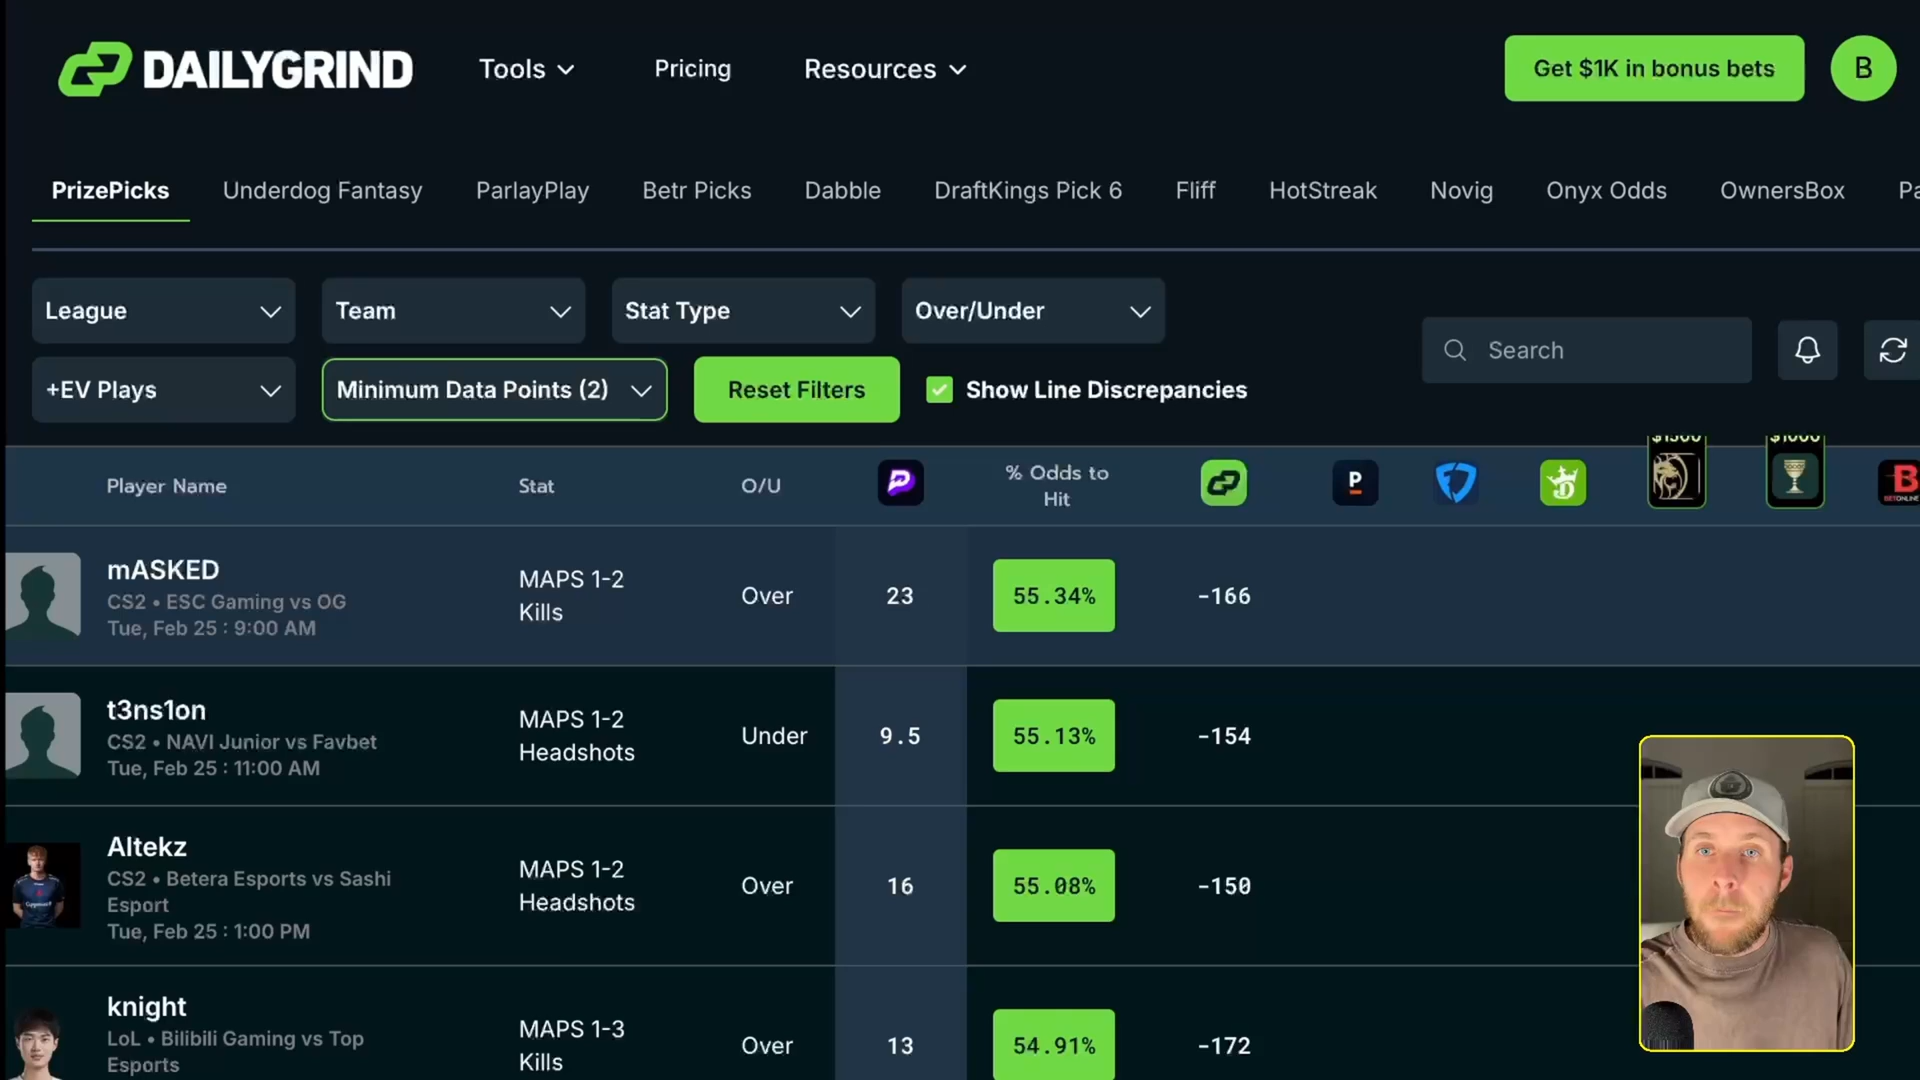 DAILYGRIND Tools Pricing Resources Get $1K in bonus bets B
PrizePicks Underdog Fantasy ParlayPlay Betr Picks Dabble DraftKings Pick 6 Fliff HotStreak Novig Onyx Odds OwnersBox Pa
League Team Stat Type Over/Under
Search
+EV Plays Minimum Data Points (2) Reset Filters Show Line Discrepancies
$1500 $1000
Player Name Stat O/U % Odds to
Hit
P
B
BETONLINE
mASKED
CS2 • ESC Gaming vs OG
Tue, Feb 25 : 9:00 AM
MAPS 1-2
Kills
Over 23 55.34% -166
t3ns1on
CS2 • NAVI Junior vs Favbet
Tue, Feb 25 : 11:00 AM
MAPS 1-2
Headshots
Under 9.5 55.13% -154
Altekz
CS2 • Betera Esports vs Sashi
Esport
Tue, Feb 25 : 1:00 PM
MAPS 1-2
Headshots
Over 16 55.08% -150
knight
LoL • Bilibili Gaming vs Top
Esports
MAPS 1-3
Kills
Over 13 54.91% -172